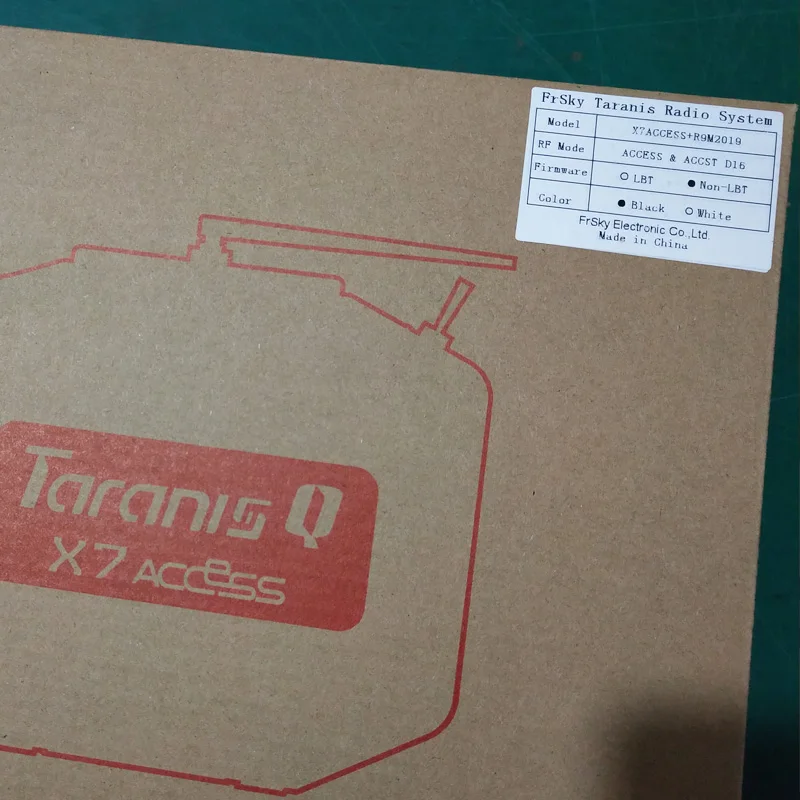 FrSky Taranis Radio System
Model X7ACCESS+R9M2019
RF Mode ACCESS & ACCST D16
Firmware ○ LBT ● Non-LBT
Color ● Black ○ White
FrSky Electronic Co.,Ltd.
Made in China
Taranis Q
X7 ACCESS